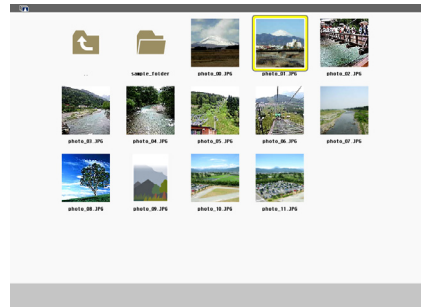 ..
sample_folder
photo_00.JPG
photo_01.JPG
photo_02.JPG
photo_03.JPG
photo_04.JPG
photo_05.JPG
photo_06.JPG
photo_07.JPG
photo_08.JPG
photo_09.JPG
photo_10.JPG
photo_11.JPG